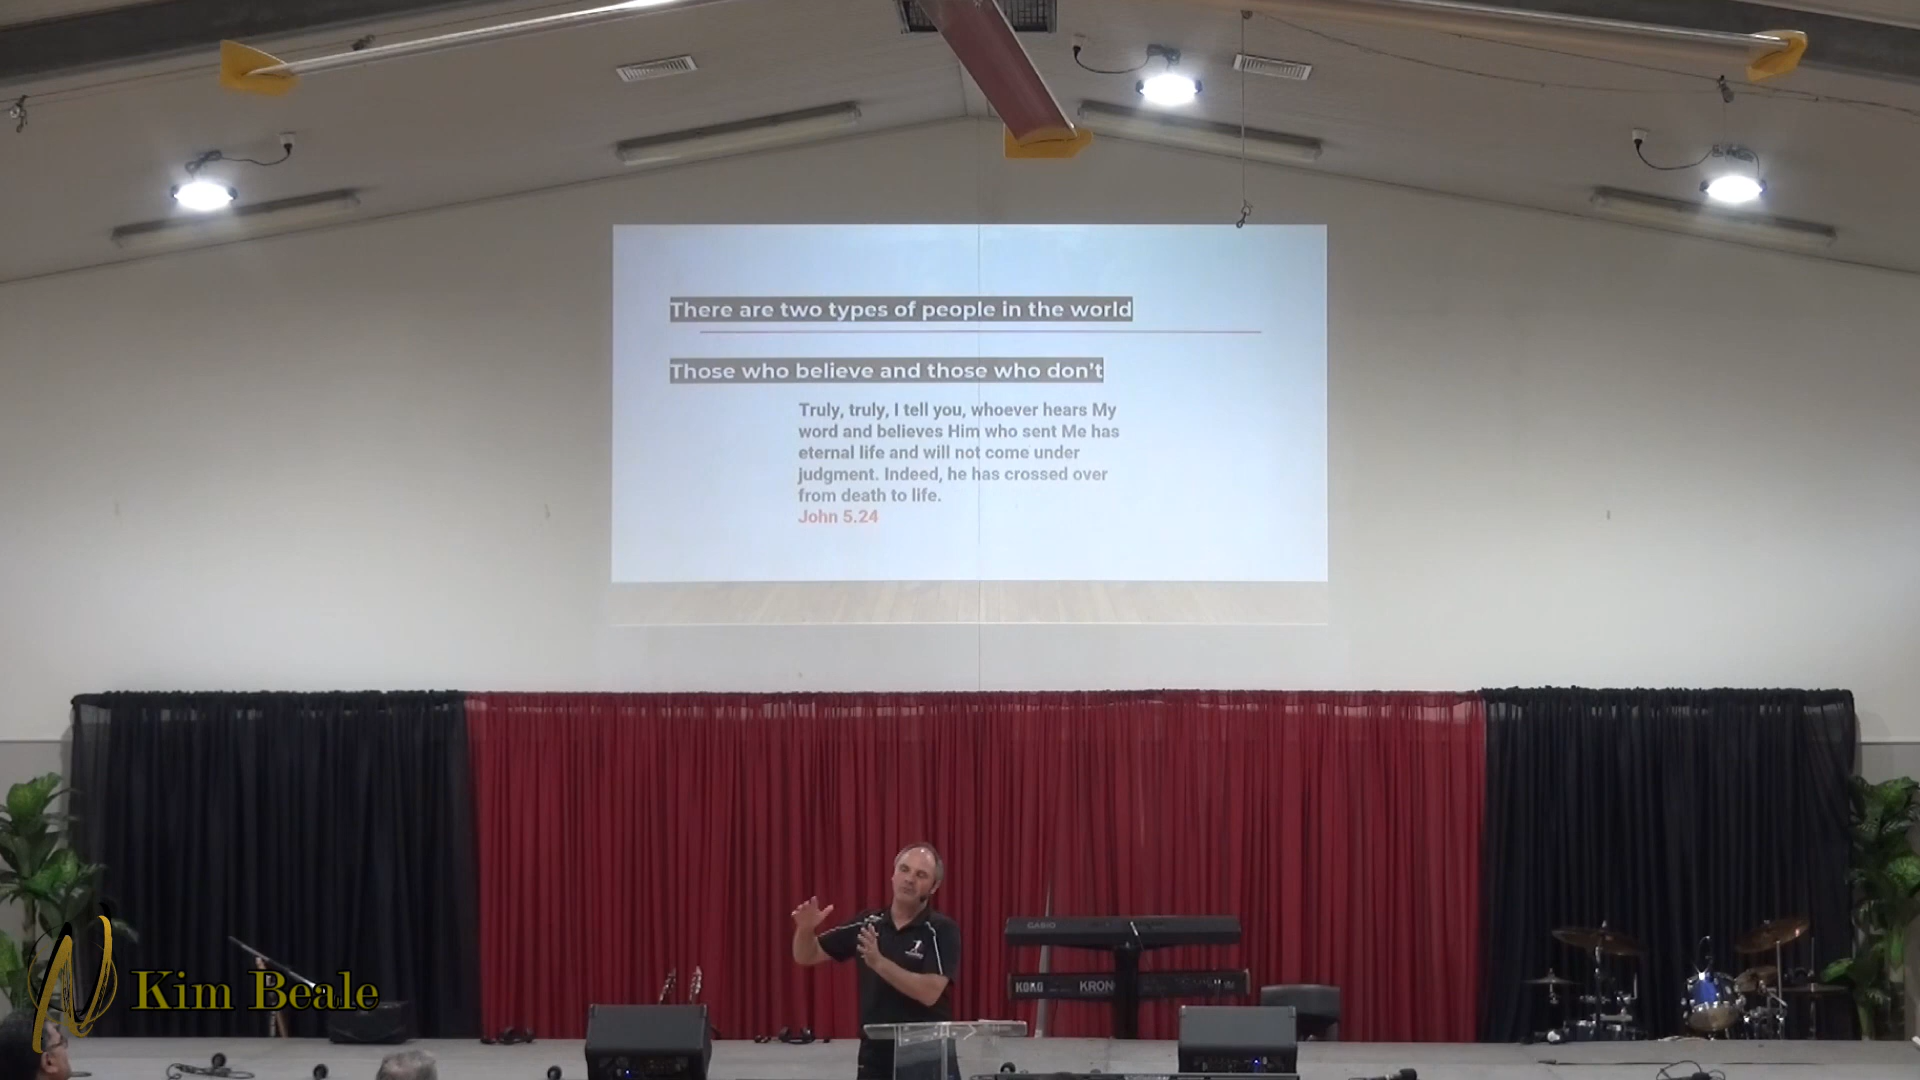 There are two types of people in the world
Those who believe and those who don't
Truly, truly, I tell you, whoever hears My
word and believes Him who sent Me has
eternal life and will not come under
judgment. Indeed, he has crossed over
from death to life.
John 5.24
CASIO
KORG KRONOS
Kim Beale